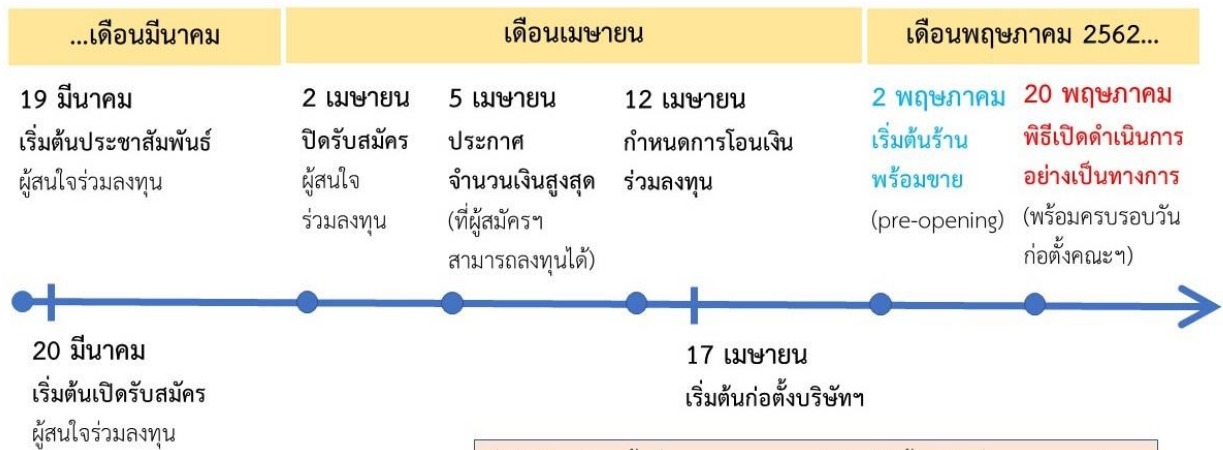 ...เดือนมีนาคม
เดือนเมษายน
เดือนพฤษภาคม 2562...
19 มีนาคม
เริ่มต้นประชาสัมพันธ์
ผู้สนใจร่วมลงทุน
2 เมษายน
ปิดรับสมัคร
ผู้สนใจ
ร่วมลงทุน
5 เมษายน
ประกาศ
จำนวนเงินสูงสุด
(ที่ผู้สมัครฯ
สามารถลงทุนได้)
12 เมษายน
กำหนดการโอนเงิน
ร่วมลงทุน
2 พฤษภาคม
เริ่มต้นร้าน
พร้อมขาย
(pre-opening)
20 พฤษภาคม
พิธีเปิดดำเนินการ
อย่างเป็นทางการ
(พร้อมครบรอบวัน
ก่อตั้งคณะฯ)
20 มีนาคม
เริ่มต้นเปิดรับสมัคร
ผู้สนใจร่วมลงทุน
17 เมษายน
เริ่มต้นก่อตั้งบริษัทฯ